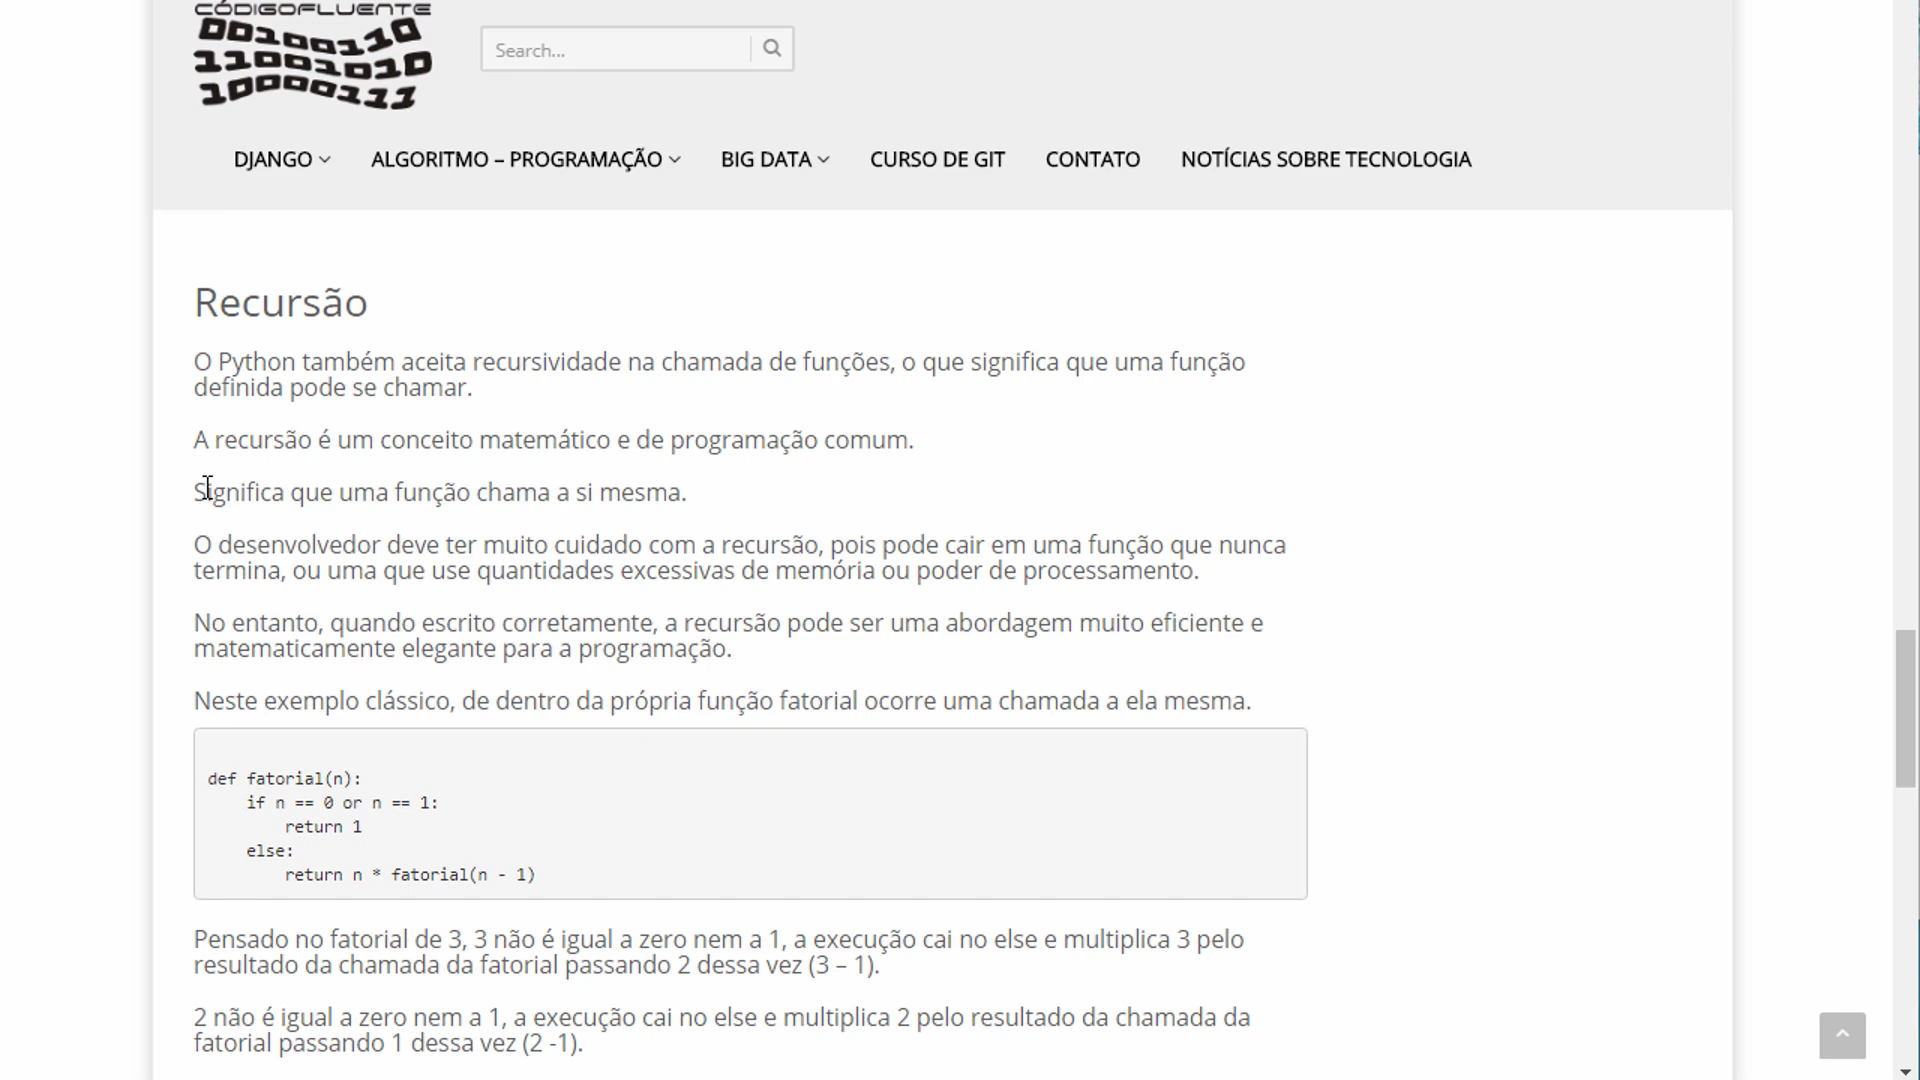 CÓDIGOFLUENTE
00100110
11001010
10000111
Search...
DJANGO
ALGORITMO – PROGRAMAÇÃO
BIG DATA
CURSO DE GIT
CONTATO
NOTÍCIAS SOBRE TECNOLOGIA
Recursão
O Python também aceita recursividade na chamada de funções, o que significa que uma função
definida pode se chamar.
A recursão é um conceito matemático e de programação comum.
Significa que uma função chama a si mesma.
O desenvolvedor deve ter muito cuidado com a recursão, pois pode cair em uma função que nunca
termina, ou uma que use quantidades excessivas de memória ou poder de processamento.
No entanto, quando escrito corretamente, a recursão pode ser uma abordagem muito eficiente e
matematicamente elegante para a programação.
Neste exemplo clássico, de dentro da própria função fatorial ocorre uma chamada a ela mesma.
def fatorial(n):
    if n == 0 or n == 1:
        return 1
    else:
        return n * fatorial(n - 1)
Pensado no fatorial de 3, 3 não é igual a zero nem a 1, a execução cai no else e multiplica 3 pelo
resultado da chamada da fatorial passando 2 dessa vez (3 – 1).
2 não é igual a zero nem a 1, a execução cai no else e multiplica 2 pelo resultado da chamada da
fatorial passando 1 dessa vez (2 -1).